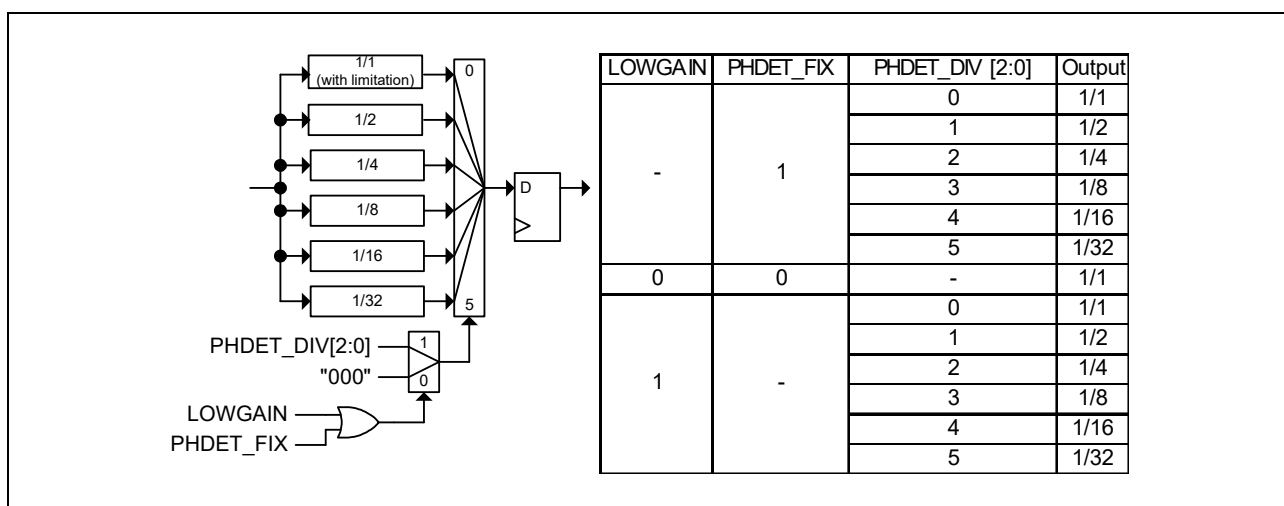 1/1
(with limitation)
1/2
1/4
1/8
1/16
1/32
0
5
D
PHDET_DIV[2:0]
"000"
1
0
LOWGAIN
PHDET_FIX
LOWGAIN PHDET_FIX PHDET_DIV [2:0] Output
- 1 0 1/1
1 1/2
2 1/4
3 1/8
4 1/16
5 1/32
0 0 - 1/1
1 - 0 1/1
1 1/2
2 1/4
3 1/8
4 1/16
5 1/32